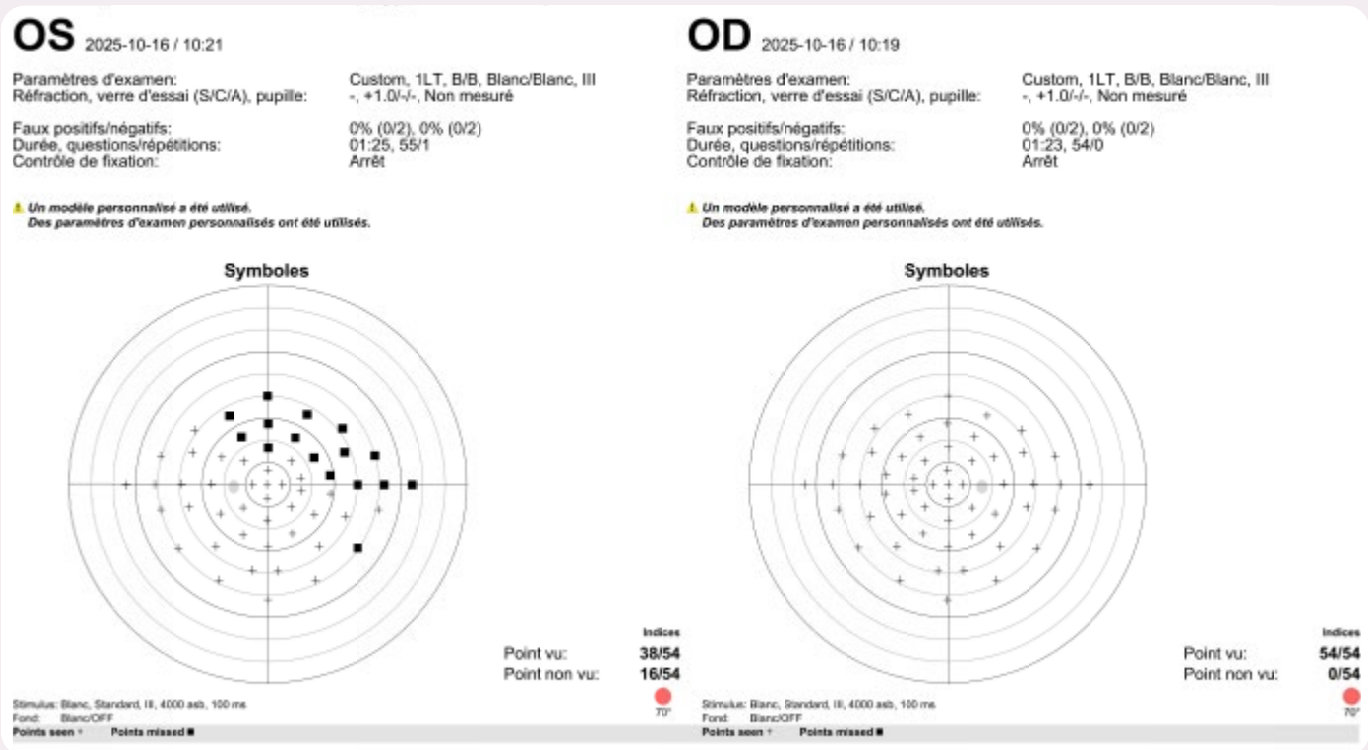 OS 2025-10-16 / 10:21
Paramètres d'examen: Custom, 1LT, B/B, Blanc/Blanc, III
Réfraction, verre d'essai (S/C/A), pupille: -, +1.0/-/-, Non mesuré
Faux positifs/négatifs: 0% (0/2), 0% (0/2)
Durée, questions/répétitions: 01:25, 55/1
Contrôle de fixation: Arrêt
Un modèle personnalisé a été utilisé.
Des paramètres d'examen personnalisés ont été utilisés.
Symboles
Indices
Point vu: 38/54
Point non vu: 16/54
70°
Stimulus: Blanc, Standard, III, 4000 asb, 100 ms
Fond: Blanc/OFF
Points seen + Points missed ■
OD 2025-10-16 / 10:19
Paramètres d'examen: Custom, 1LT, B/B, Blanc/Blanc, III
Réfraction, verre d'essai (S/C/A), pupille: -, +1.0/-/-, Non mesuré
Faux positifs/négatifs: 0% (0/2), 0% (0/2)
Durée, questions/répétitions: 01:23, 54/0
Contrôle de fixation: Arrêt
Un modèle personnalisé a été utilisé.
Des paramètres d'examen personnalisés ont été utilisés.
Symboles
Indices
Point vu: 54/54
Point non vu: 0/54
70°
Stimulus: Blanc, Standard, III, 4000 asb, 100 ms
Fond: Blanc/OFF
Points seen + Points missed ■